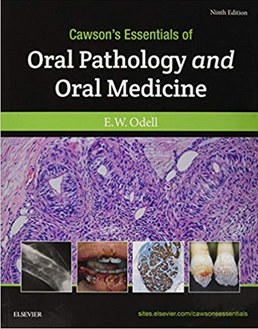 Ninth Edition
Cawson's Essentials of
Oral Pathology and
Oral Medicine
E.W. Odell
ELSEVIER
sites.elsevier.com/cawsonsessentials